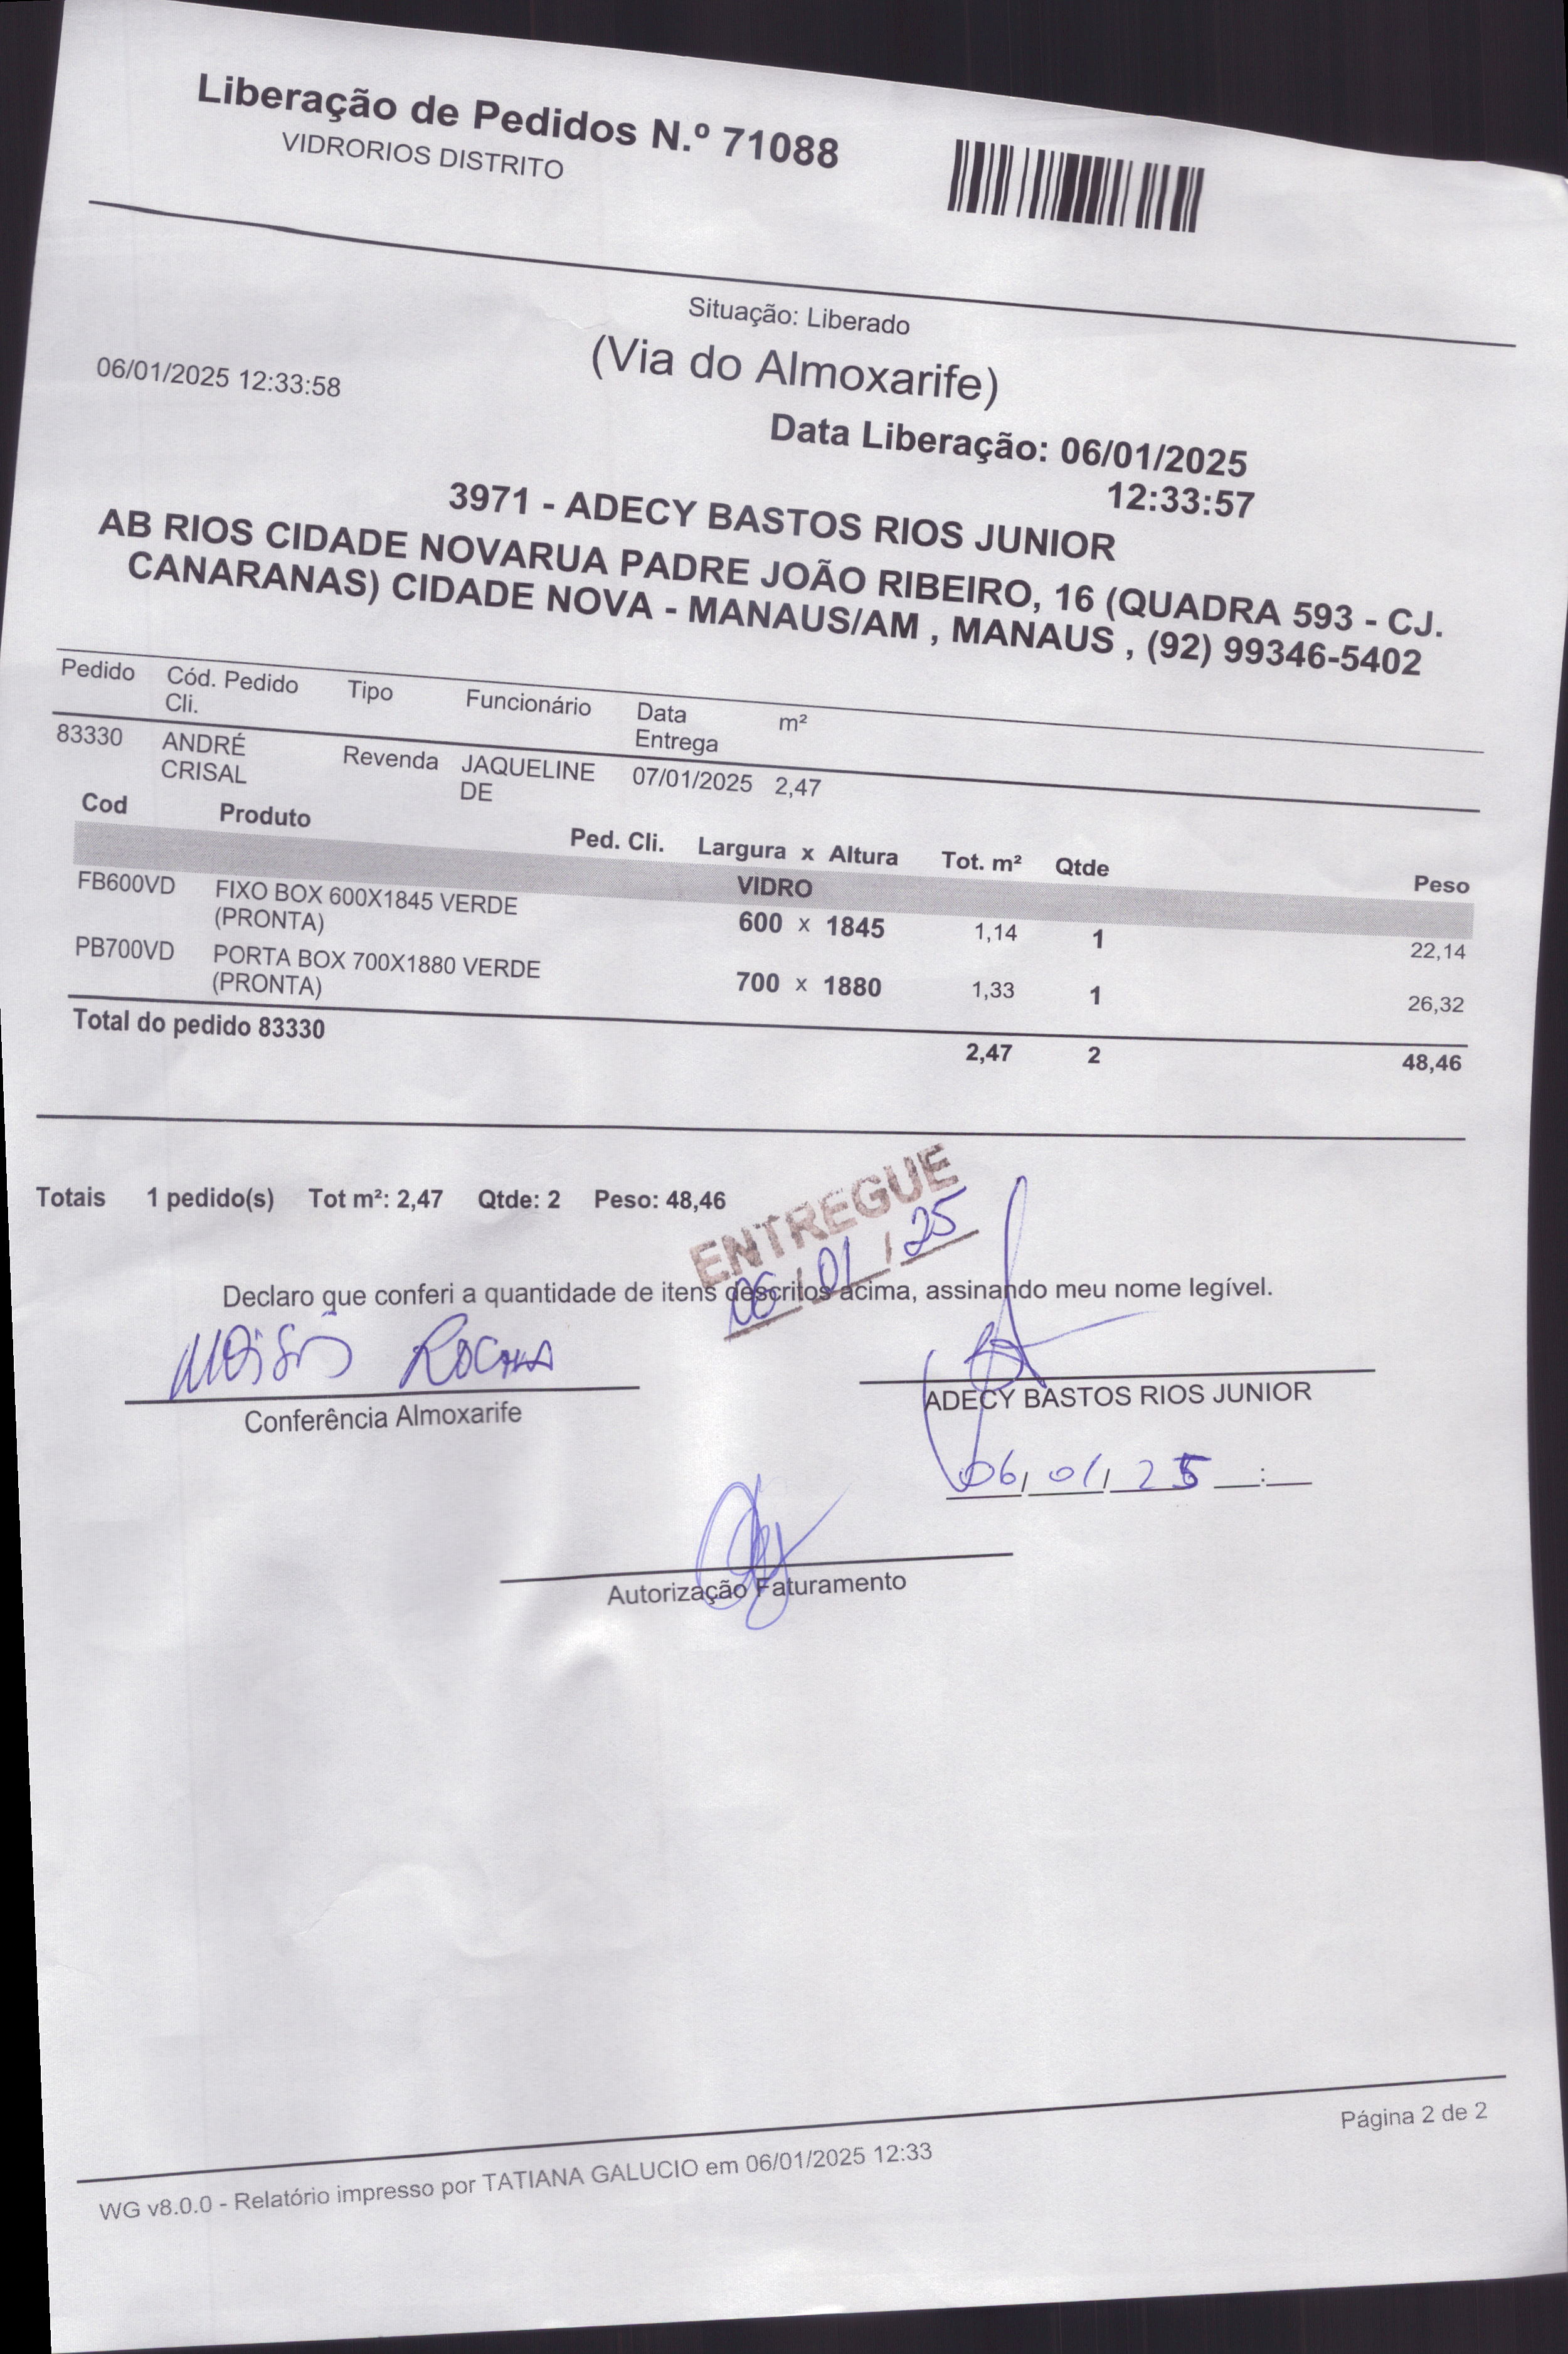 Liberação de Pedidos N.º 71088
VIDRORIOS DISTRITO
Situação: Liberado
06/01/2025 12:33:58
(Via do Almoxarife)
Data Liberação: 06/01/2025
12:33:57
3971 - ADECY BASTOS RIOS JUNIOR
AB RIOS CIDADE NOVARUA PADRE JOÃO RIBEIRO, 16 (QUADRA 593 - CJ.
CANARANAS) CIDADE NOVA - MANAUS/AM , MANAUS , (92) 99346-5402
Pedido Cód. Pedido Cli. Tipo Funcionário Data Entrega m²
83330 ANDRÉ CRISAL Revenda JAQUELINE DE 07/01/2025 2,47
Cod Produto Ped. Cli. Largura x Altura Tot. m² Qtde Peso
VIDRO
FB600VD FIXO BOX 600X1845 VERDE (PRONTA) 600 x 1845 1,14 1 22,14
PB700VD PORTA BOX 700X1880 VERDE (PRONTA) 700 x 1880 1,33 1 26,32
Total do pedido 83330 2,47 2 48,46
Totais 1 pedido(s) Tot m²: 2,47 Qtde: 2 Peso: 48,46
ENTREGUE
06/01/25
Declaro que conferi a quantidade de itens descritos acima, assinando meu nome legível.
Moisés Rocha
Conferência Almoxarife
ADECY BASTOS RIOS JUNIOR
06/01/25 __:__
Autorização Faturamento
Página 2 de 2
WG v8.0.0 - Relatório impresso por TATIANA GALUCIO em 06/01/2025 12:33